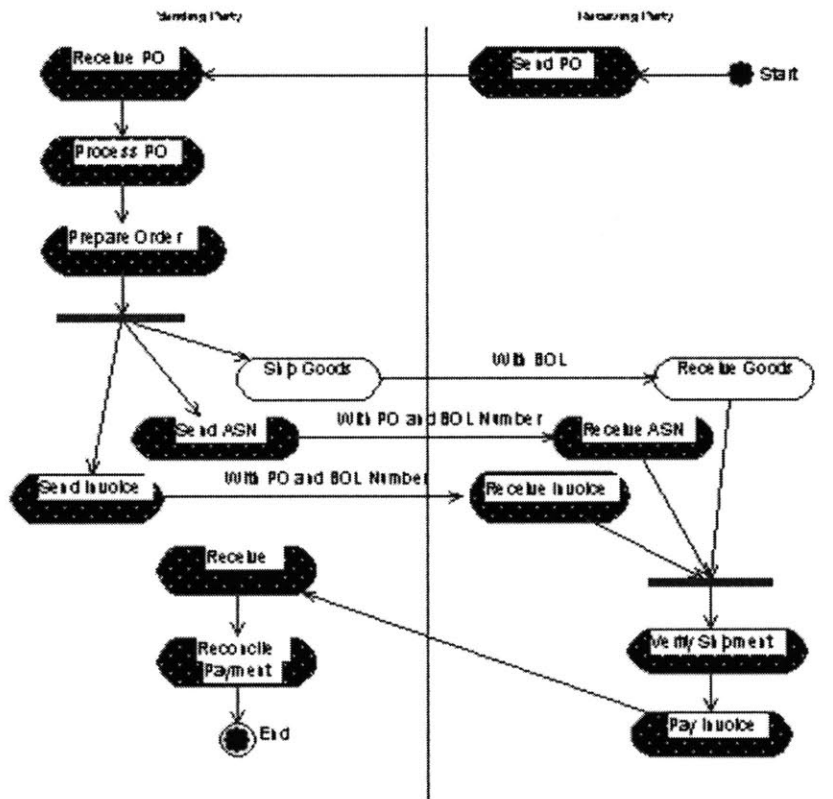 Sending Party
Receiving Party
Receive PO
Send PO
Start
Process PO
Prepare Order
Ship Goods
With BOL
Receive Goods
Send ASN
With PO and BOL Number
Receive ASN
Send Invoice
With PO and BOL Number
Receive Invoice
Receive
Verify Shipment
Reconcile
Payment
End
Pay Invoice